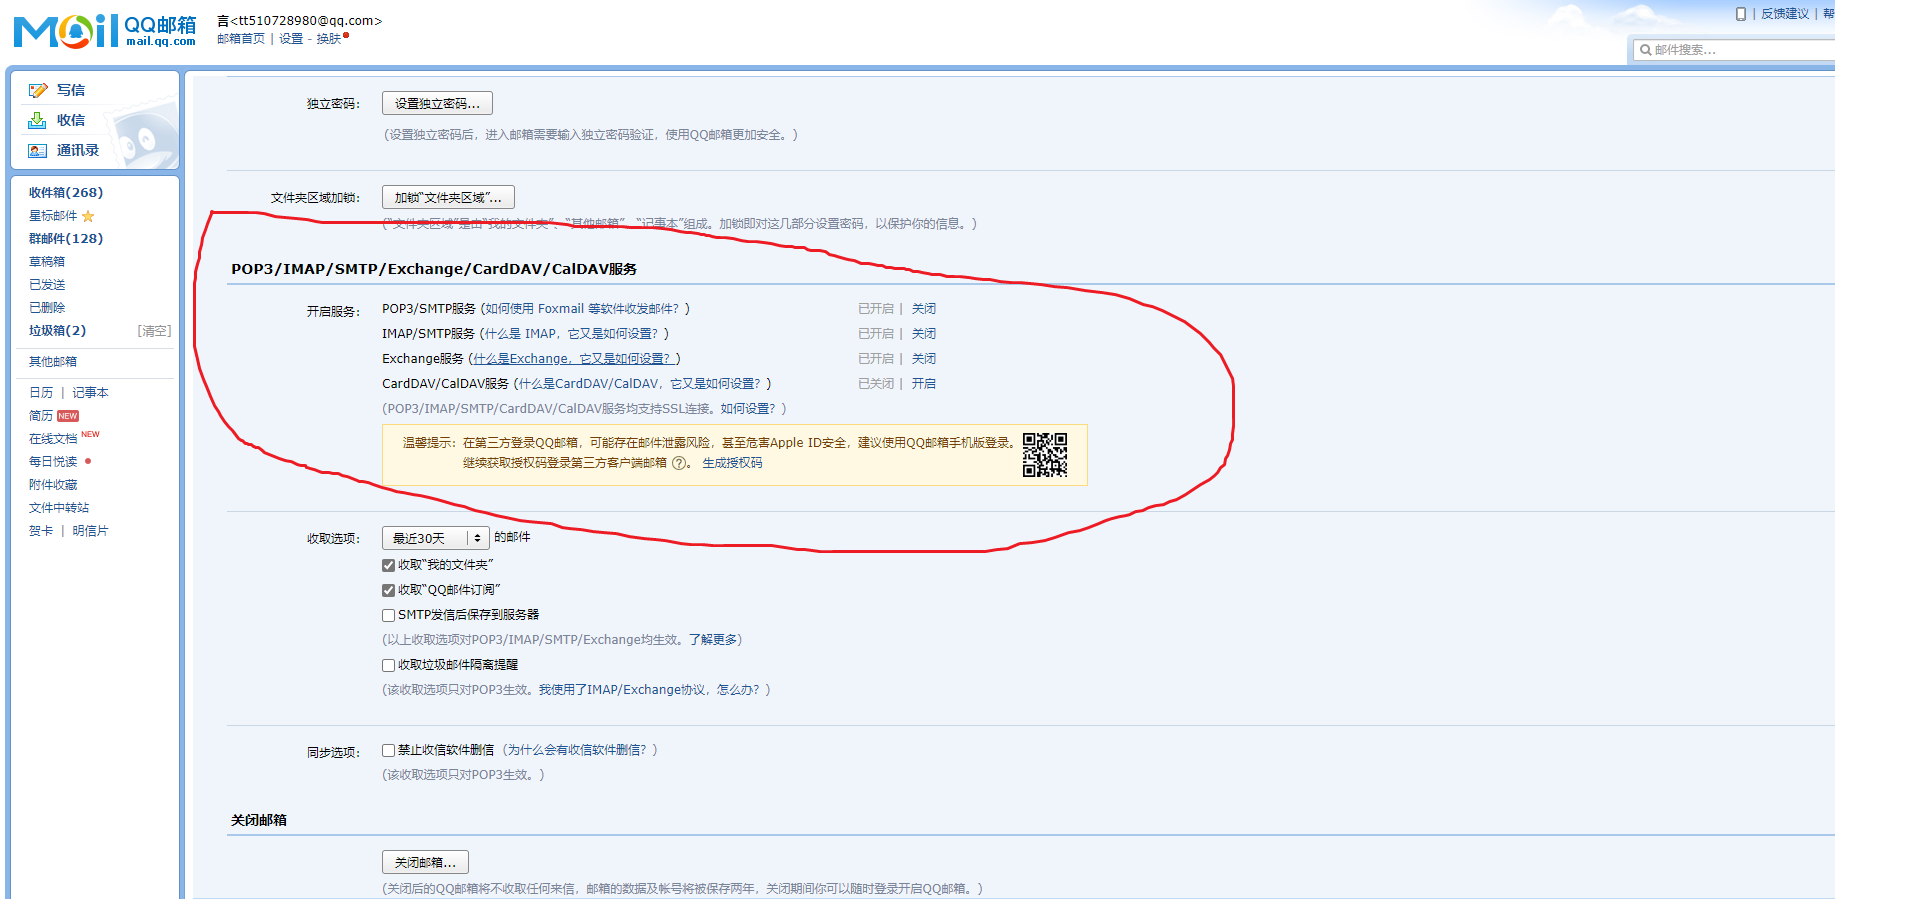 Mail QQ邮箱 mail.qq.com
言<tt510728980@qq.com>
邮箱首页 | 设置 - 换肤
反馈建议 | 帮
邮件搜索...
写信
收信
通讯录
收件箱(268)
星标邮件
群邮件(128)
草稿箱
已发送
已删除
垃圾箱(2) [清空]
其他邮箱
日历 | 记事本
简历 NEW
在线文档 NEW
每日悦读
附件收藏
文件中转站
贺卡 | 明信片
独立密码： 设置独立密码...
(设置独立密码后，进入邮箱需要输入独立密码验证，使用QQ邮箱更加安全。)
文件夹区域加锁： 加锁“文件夹区域”...
(“文件夹区域”是由“我的文件夹”、“其他邮箱”、“记事本”组成。加锁即对这几部分设置密码，以保护你的信息。)
POP3/IMAP/SMTP/Exchange/CardDAV/CalDAV服务
开启服务： POP3/SMTP服务 (如何使用 Foxmail 等软件收发邮件？) 已开启 | 关闭
IMAP/SMTP服务 (什么是 IMAP，它又是如何设置？) 已开启 | 关闭
Exchange服务 (什么是Exchange，它又是如何设置？) 已开启 | 关闭
CardDAV/CalDAV服务 (什么是CardDAV/CalDAV，它又是如何设置？) 已关闭 | 开启
(POP3/IMAP/SMTP/CardDAV/CalDAV服务均支持SSL连接。如何设置？)
温馨提示：在第三方登录QQ邮箱，可能存在邮件泄露风险，甚至危害Apple ID安全，建议使用QQ邮箱手机版登录。
继续获取授权码登录第三方客户端邮箱 ?。 生成授权码
收取选项： 最近30天 的邮件
收取“我的文件夹”
收取“QQ邮件订阅”
SMTP发信后保存到服务器
(以上收取选项对POP3/IMAP/SMTP/Exchange均生效。了解更多)
收取垃圾邮件隔离提醒
(该收取选项只对POP3生效。我使用了IMAP/Exchange协议，怎么办？)
同步选项： 禁止收信软件删信 (为什么会有收信软件删信？)
(该收取选项只对POP3生效。)
关闭邮箱
关闭邮箱...
(关闭后的QQ邮箱将不收取任何来信，邮箱的数据及帐号将被保存两年，关闭期间你可以随时登录开启QQ邮箱。)